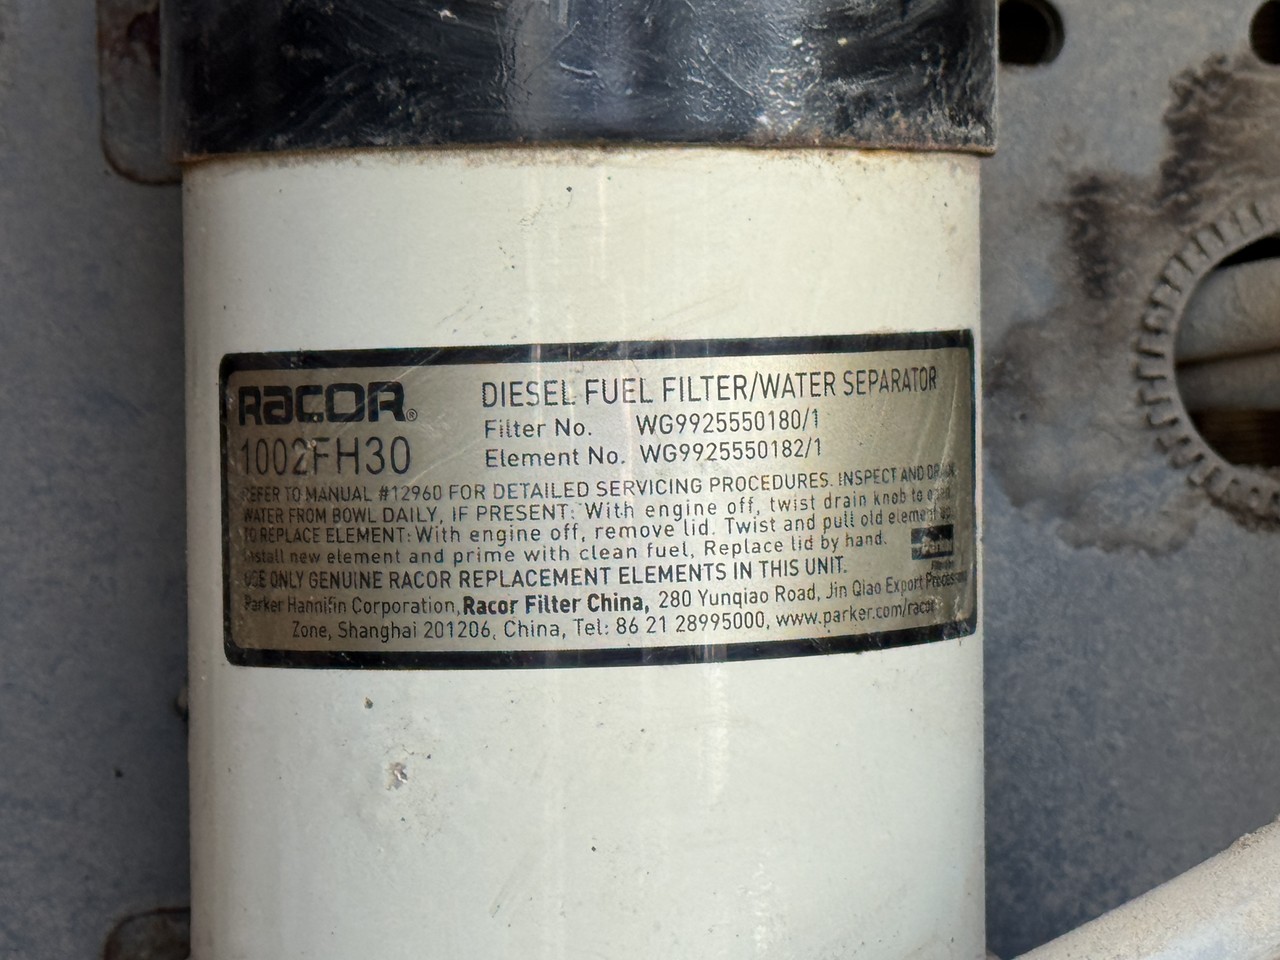 RACOR®
1002FH30
DIESEL FUEL FILTER/WATER SEPARATOR
Filter No. WG9925550180/1
Element No. WG9925550182/1
REFER TO MANUAL #12960 FOR DETAILED SERVICING PROCEDURES. INSPECT AND DRAIN
WATER FROM BOWL DAILY, IF PRESENT: With engine off, twist drain knob to open.
TO REPLACE ELEMENT: With engine off, remove lid. Twist and pull old element
Install new element and prime with clean fuel, Replace lid by hand.
USE ONLY GENUINE RACOR REPLACEMENT ELEMENTS IN THIS UNIT.
Parker Hannifin Corporation, Racor Filter China, 280 Yunqiao Road, Jin Qiao Export Processing
Zone, Shanghai 201206, China, Tel: 86 21 28995000, www.parker.com/racor
Parker